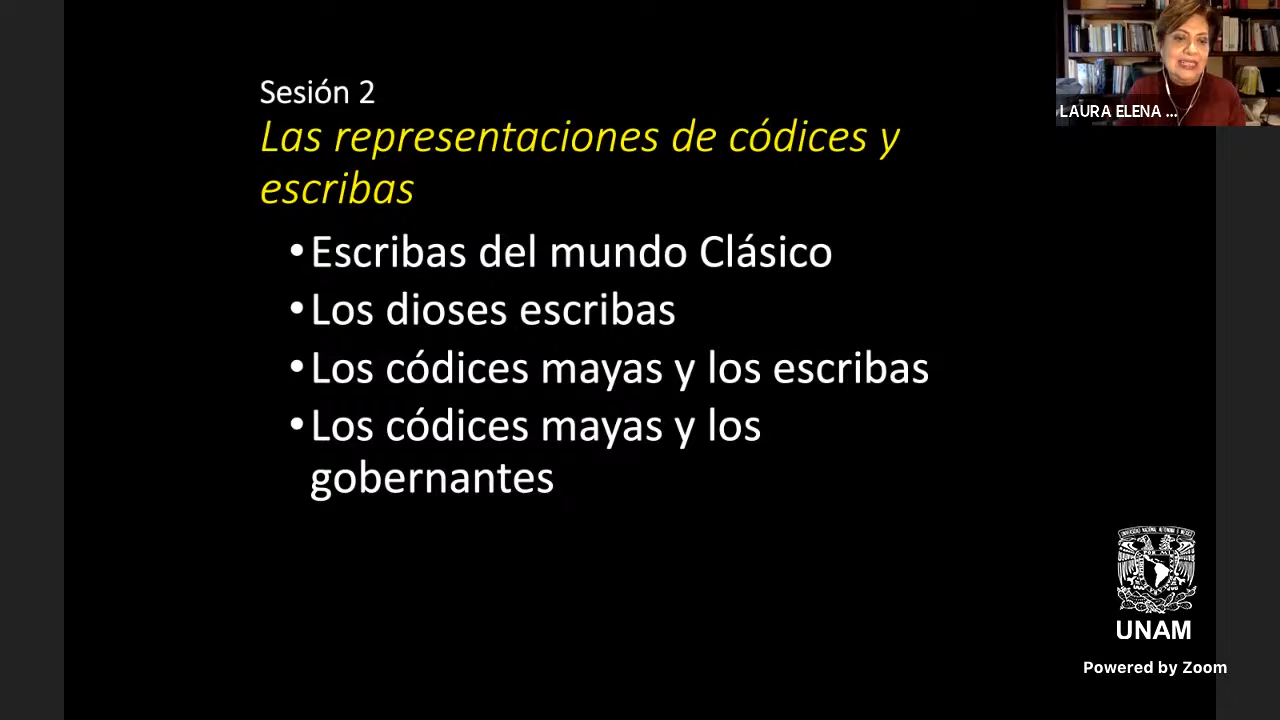 LAURA ELENA ...
Sesión 2
Las representaciones de códices y
escribas
•Escribas del mundo Clásico
•Los dioses escribas
•Los códices mayas y los escribas
•Los códices mayas y los
gobernantes
UNAM
Powered by Zoom